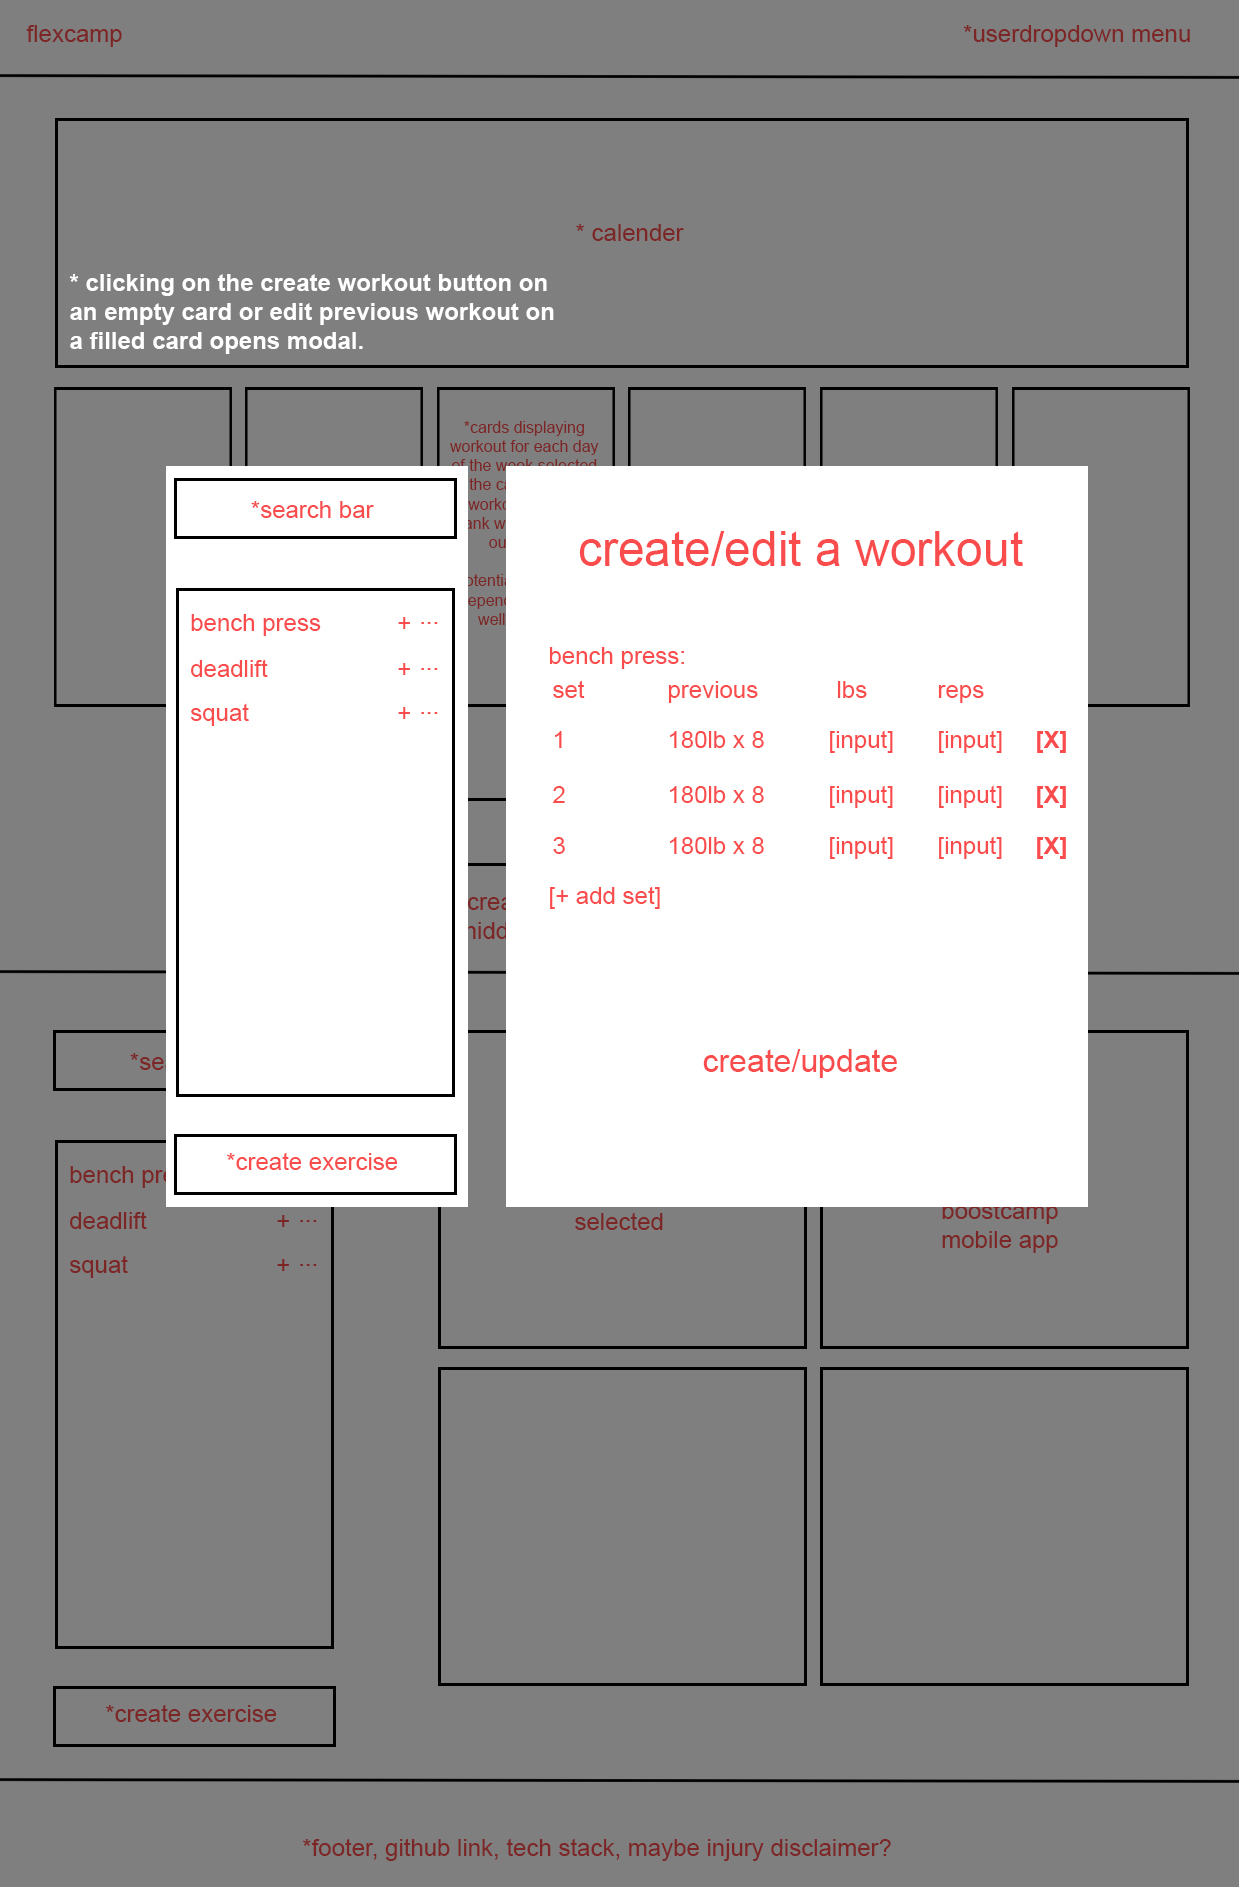 flexcamp
*userdropdown menu
* calender
* clicking on the create workout button on
an empty card or edit previous workout on
a filled card opens modal.
*cards displaying
workout for each day
of the week selected
the
*search bar
bench press + ...
deadlift + ...
squat + ...
*create exercise
create/edit a workout
bench press:
set previous lbs reps
1 180lb x 8 [input] [input] [X]
2 180lb x 8 [input] [input] [X]
3 180lb x 8 [input] [input] [X]
[+ add set]
create/update
bench
deadlift + ...
squat + ...
*create exercise
selected
boostcamp
mobile app
*footer, github link, tech stack, maybe injury disclaimer?